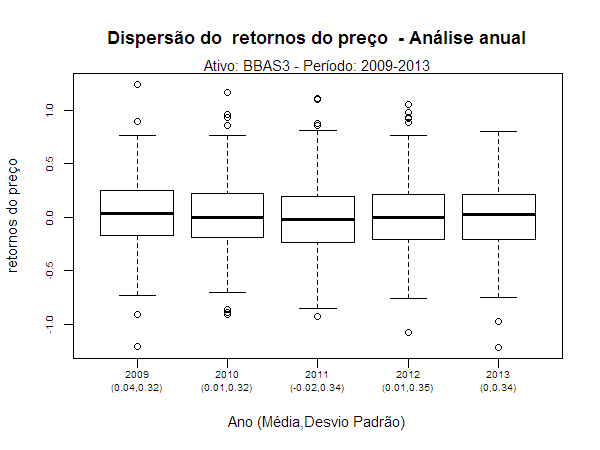 Dispersão do  retornos do preço  - Análise anual
Ativo: BBAS3 - Período: 2009-2013
retornos do preço
1.0
0.5
0.0
-0.5
-1.0
2009 2010 2011 2012 2013
(0.04,0.32) (0.01,0.32) (-0.02,0.34) (0.01,0.35) (0,0.34)
Ano (Média,Desvio Padrão)